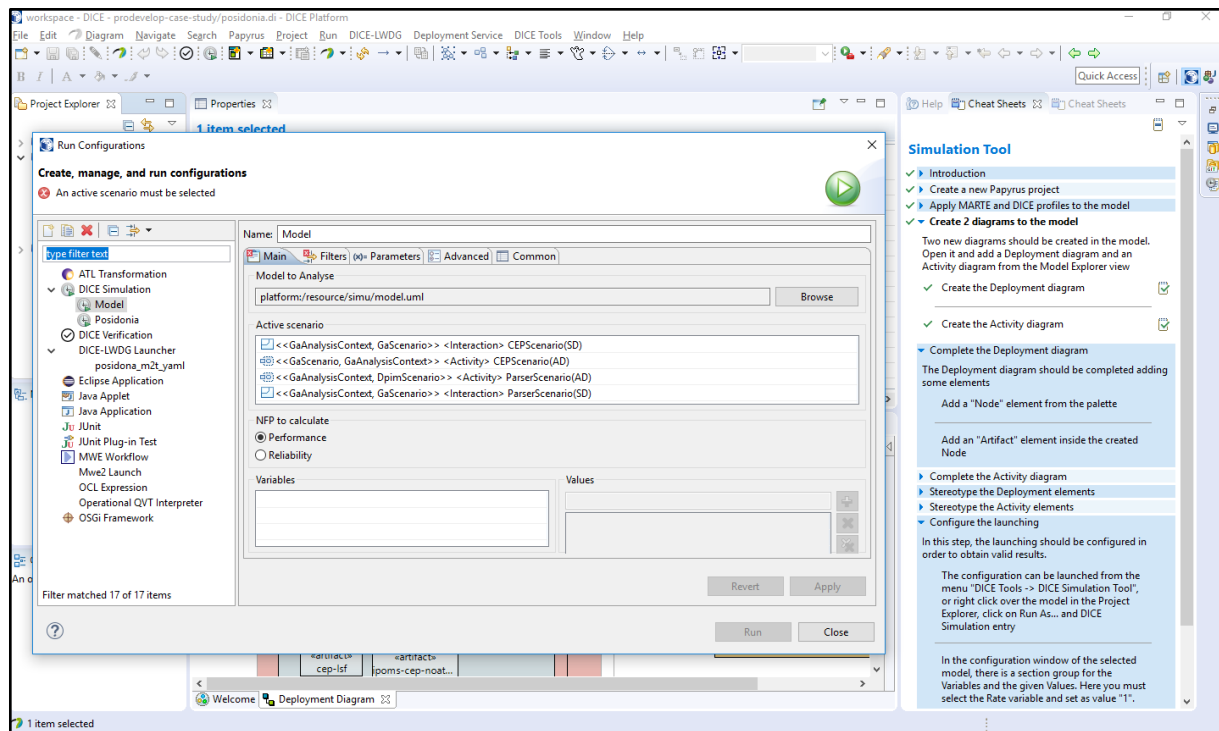 workspace - DICE - prodevelop-case-study/posidonia.di - DICE Platform
File Edit Diagram Navigate Search Papyrus Project Run DICE-LWDG Deployment Service DICE Tools Window Help
B I A
Quick Access
Project Explorer
Properties
1 item selected
Help Cheat Sheets Cheat Sheets
Run Configurations
Create, manage, and run configurations
An active scenario must be selected
type filter text
ATL Transformation
DICE Simulation
Model
Posidonia
DICE Verification
DICE-LWDG Launcher
posidona_m2t_yaml
Eclipse Application
Java Applet
Java Application
Ju JUnit
JUnit Plug-in Test
MWE Workflow
Mwe2 Launch
OCL Expression
Operational QVT Interpreter
OSGi Framework
Filter matched 17 of 17 items
Name: Model
Main Filters (x)= Parameters Advanced Common
Model to Analyse
platform:/resource/simu/model.uml
Browse
Active scenario
<<GaAnalysisContext, GaScenario>> <Interaction> CEPScenario(SD)
<<GaScenario, GaAnalysisContext>> <Activity> CEPScenario(AD)
<<GaAnalysisContext, DpimScenario>> <Activity> ParserScenario(AD)
<<GaAnalysisContext, GaScenario>> <Interaction> ParserScenario(SD)
NFP to calculate
Performance
Reliability
Variables
Values
Revert Apply
Run Close
«artifact»
cep-lsf
«artifact»
ipoms-cep-noat...
Welcome Deployment Diagram
1 item selected
Simulation Tool
Introduction
Create a new Papyrus project
Apply MARTE and DICE profiles to the model
Create 2 diagrams to the model
Two new diagrams should be created in the model.
Open it and add a Deployment diagram and an
Activity diagram from the Model Explorer view
Create the Deployment diagram
Create the Activity diagram
Complete the Deployment diagram
The Deployment diagram should be completed adding
some elements
Add a "Node" element from the palette
Add an "Artifact" element inside the created
Node
Complete the Activity diagram
Stereotype the Deployment elements
Stereotype the Activity elements
Configure the launching
In this step, the launching should be configured in
order to obtain valid results.
The configuration can be launched from the
menu "DICE Tools -> DICE Simulation Tool",
or right click over the model in the Project
Explorer, click on Run As... and DICE
Simulation entry
In the configuration window of the selected
model, there is a section group for the
Variables and the given Values. Here you must
select the Rate variable and set as value "1".